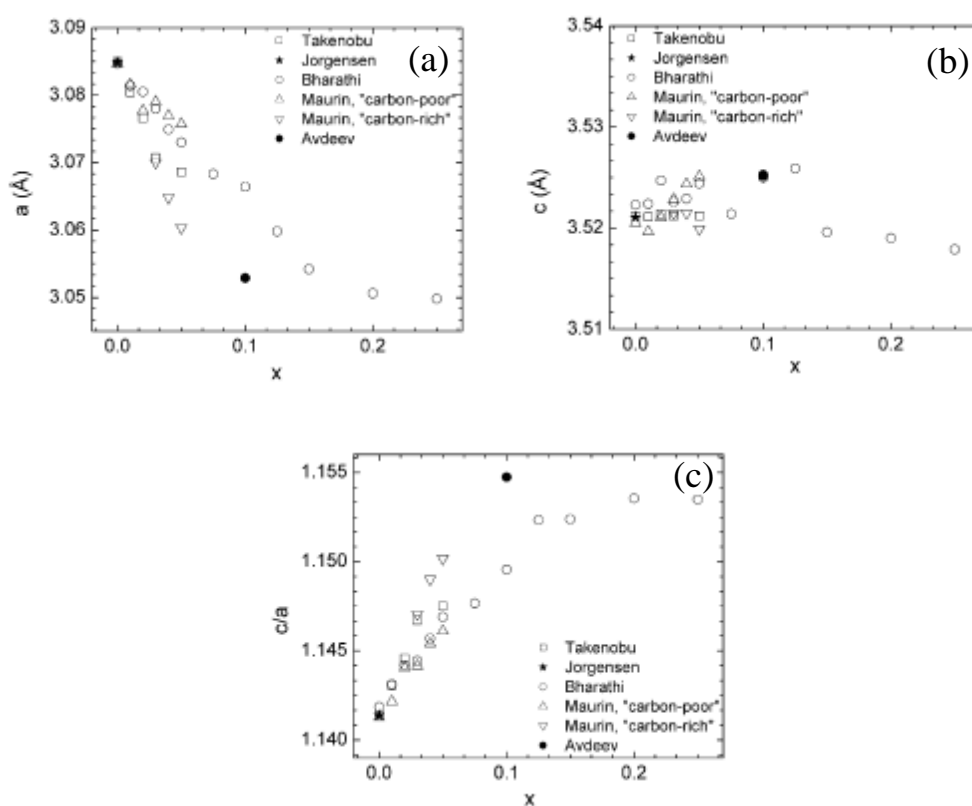 (a)
3.09
3.08
3.07
3.06
3.05
a (Å)
0.0 0.1 0.2
x
Takenobu
Jorgensen
Bharathi
Maurin, "carbon-poor"
Maurin, "carbon-rich"
Avdeev
(b)
3.54
3.53
3.52
3.51
c (Å)
0.0 0.1 0.2
x
Takenobu
Jorgensen
Bharathi
Maurin, "carbon-poor"
Maurin, "carbon-rich"
Avdeev
(c)
1.155
1.150
1.145
1.140
c/a
0.0 0.1 0.2
x
Takenobu
Jorgensen
Bharathi
Maurin, "carbon-poor"
Maurin, "carbon-rich"
Avdeev